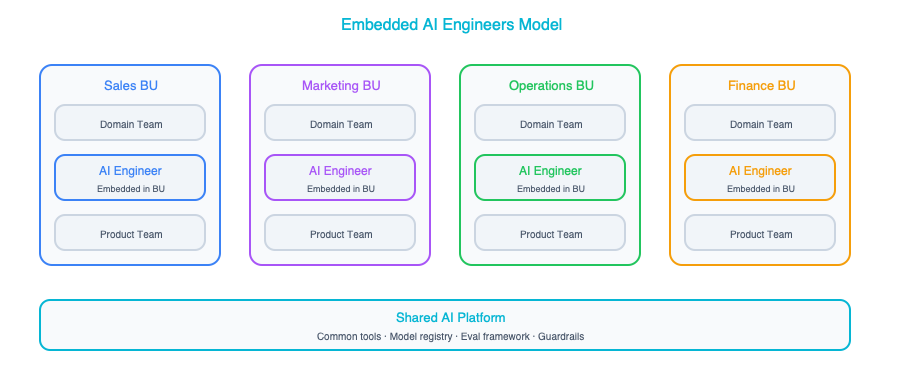 Embedded AI Engineers Model
Sales BU
Domain Team
AI Engineer
Embedded in BU
Product Team
Marketing BU
Domain Team
AI Engineer
Embedded in BU
Product Team
Operations BU
Domain Team
AI Engineer
Embedded in BU
Product Team
Finance BU
Domain Team
AI Engineer
Embedded in BU
Product Team
Shared AI Platform
Common tools · Model registry · Eval framework · Guardrails